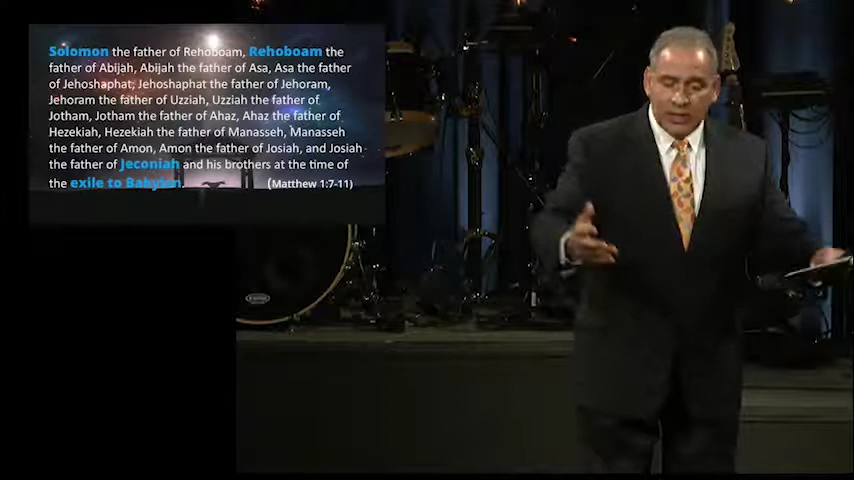 Solomon the father of Rehoboam, Rehoboam the
father of Abijah, Abijah the father of Asa, Asa the father
of Jehoshaphat, Jehoshaphat the father of Jehoram,
Jehoram the father of Uzziah, Uzziah the father of
Jotham, Jotham the father of Ahaz, Ahaz the father of
Hezekiah, Hezekiah the father of Manasseh, Manasseh
the father of Amon, Amon the father of Josiah, and Josiah
the father of Jeconiah and his brothers at the time of
the exile to Babylon. (Matthew 1:7-11)